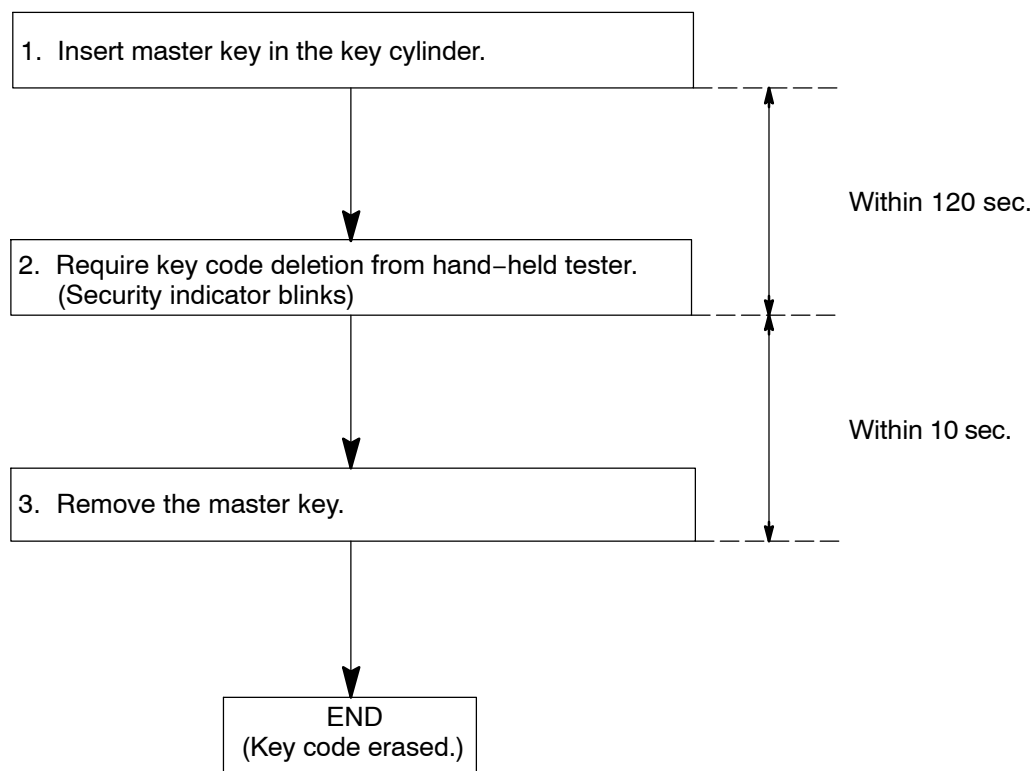 1. Insert master key in the key cylinder.
Within 120 sec.
2. Require key code deletion from hand−held tester.
(Security indicator blinks)
Within 10 sec.
3. Remove the master key.
END
(Key code erased.)